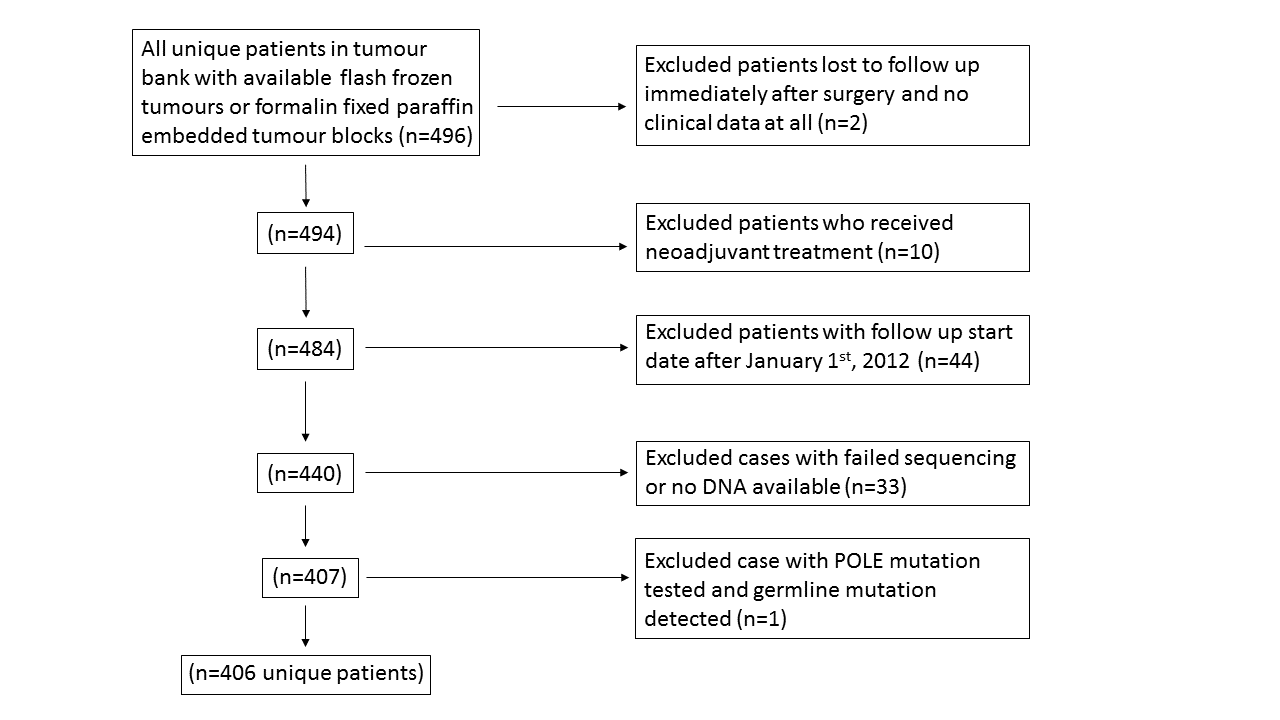 All unique patients in tumour
bank with available flash frozen
tumours or formalin fixed paraffin
embedded tumour blocks (n=496)
Excluded patients lost to follow up
immediately after surgery and no
clinical data at all (n=2)
(n=494)
Excluded patients who received
neoadjuvant treatment (n=10)
(n=484)
Excluded patients with follow up start
date after January 1st, 2012 (n=44)
(n=440)
Excluded cases with failed sequencing
or no DNA available (n=33)
(n=407)
Excluded case with POLE mutation
tested and germline mutation
detected (n=1)
(n=406 unique patients)